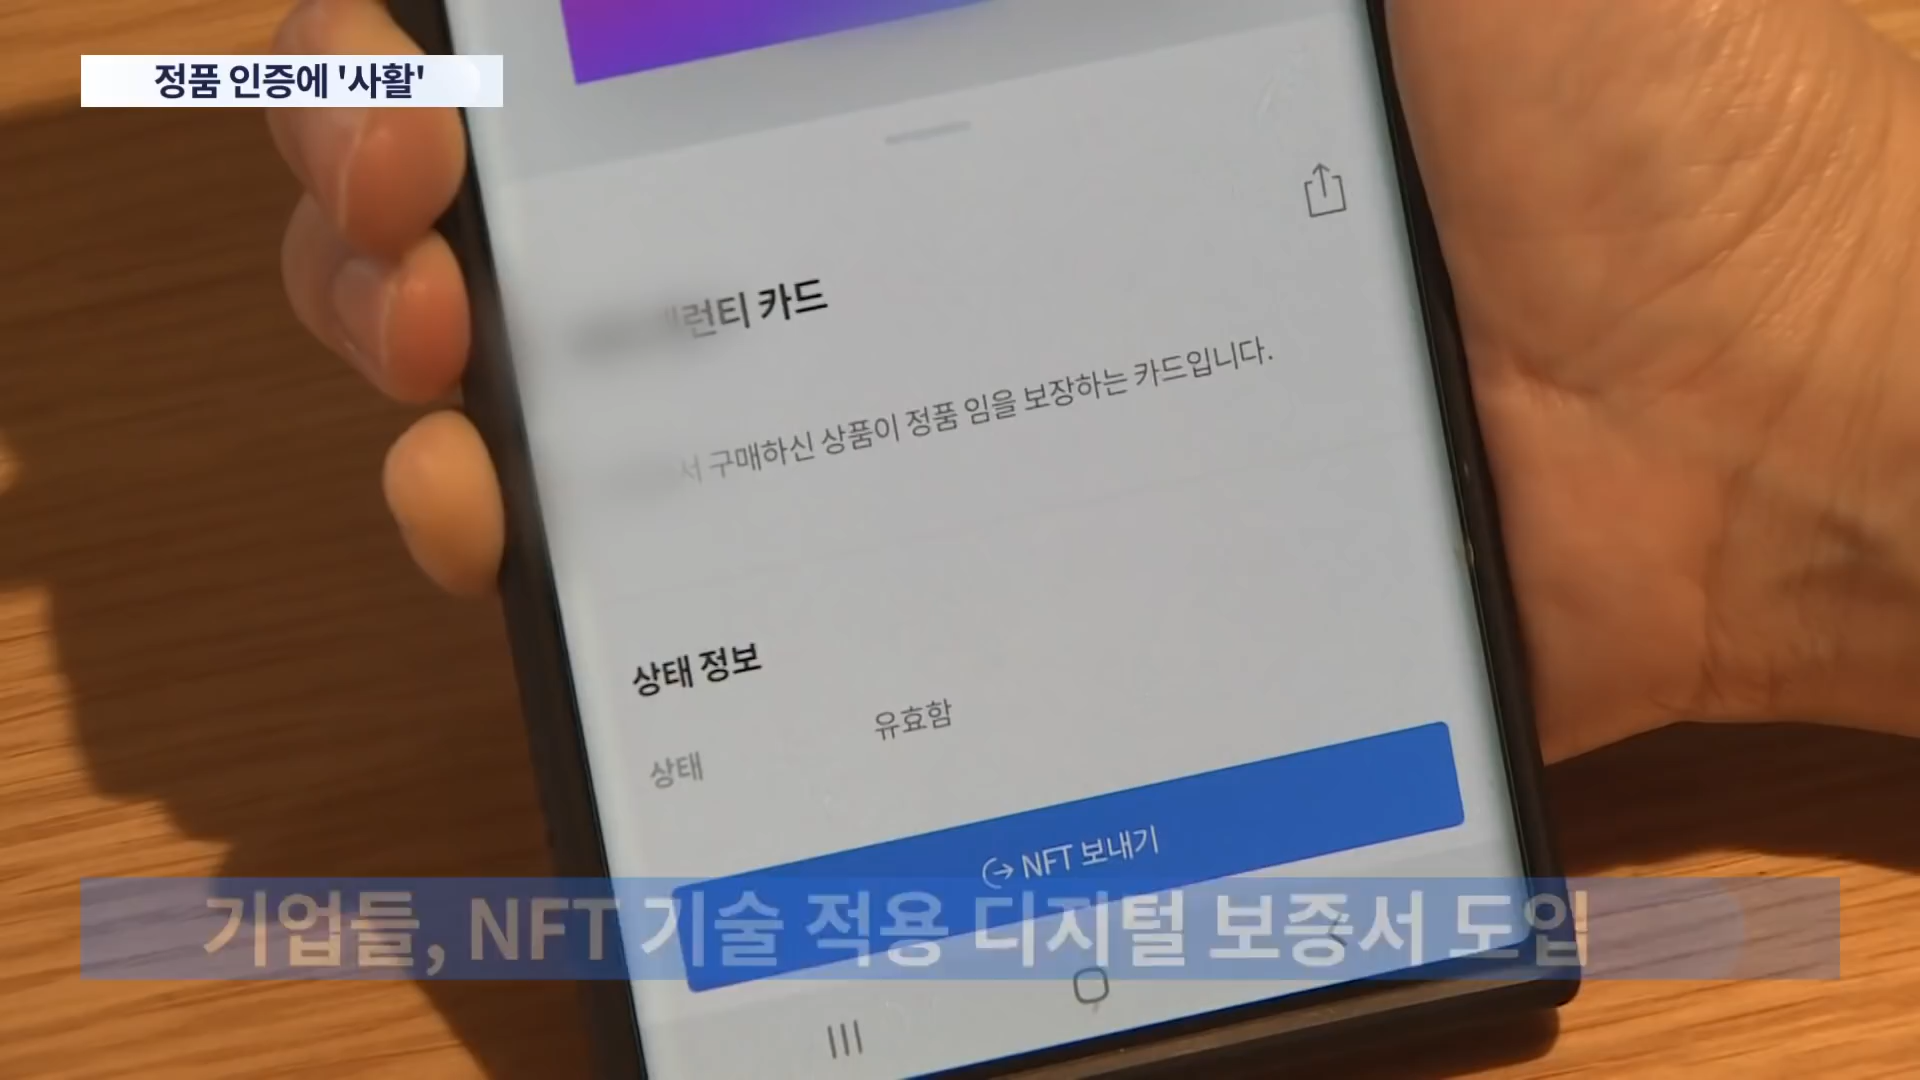 정품 인증에 '사활'
런티 카드
서 구매하신 상품이 정품 임을 보장하는 카드입니다.
상태 정보
상태 유효함
NFT 보내기
기업들, NFT 기술 적용 디지털 보증서 도입